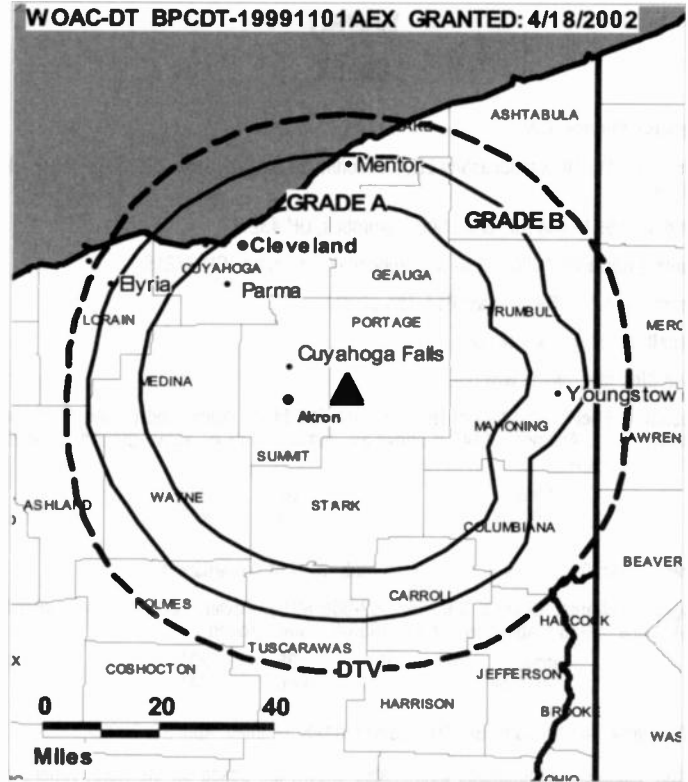 WOAC-DT BPCDT-19991101AEX GRANTED: 4/18/2002
ASHTABULA
Mentor
GRADE A
GRADE B
Cleveland
CUYAHOGA
GEAUGA
Elyria
Parma
TRUMBULL
LORAIN
PORTAGE
MERC
Cuyahoga Falls
MEDINA
Youngstow
Akron
MAHONING
LAWREN
SUMMIT
WAYNE
STARK
ASHLAND
COLUMBIANA
BEAVER
CARROLL
HOLMES
HANCOCK
TUSCARAWAS
COSHOCTON
DTV
JEFFERSON
HARRISON
BROOKE
0 20 40
WAS
Miles
OHIO